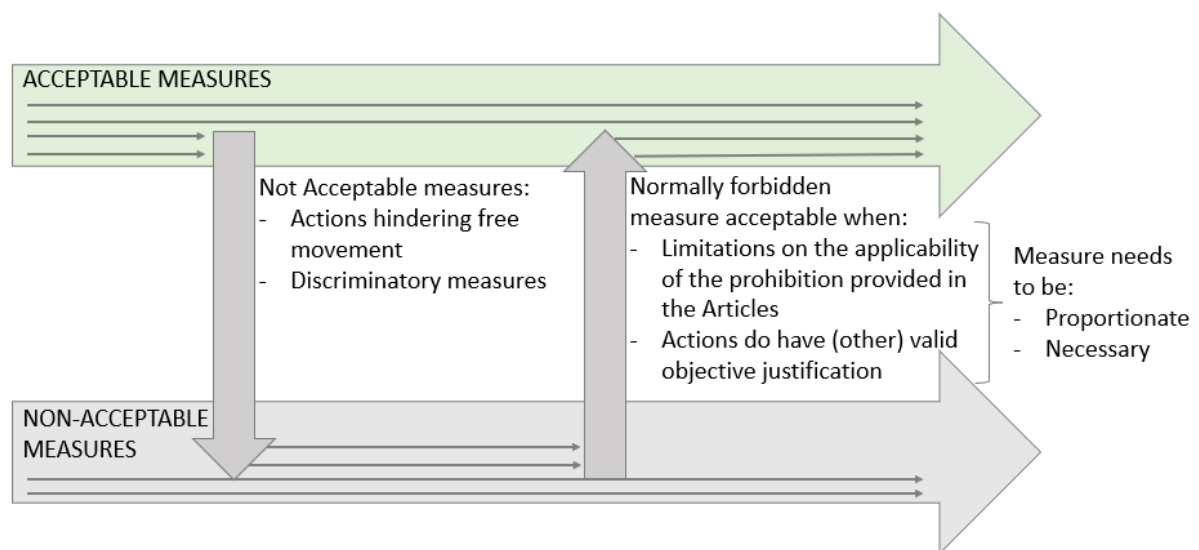 ACCEPTABLE MEASURES
Not Acceptable measures:
- Actions hindering free
movement
- Discriminatory measures
Normally forbidden
measure acceptable when:
- Limitations on the applicability
of the prohibition provided in
the Articles
- Actions do have (other) valid
objective justification
Measure needs
to be:
- Proportionate
- Necessary
NON-ACCEPTABLE
MEASURES